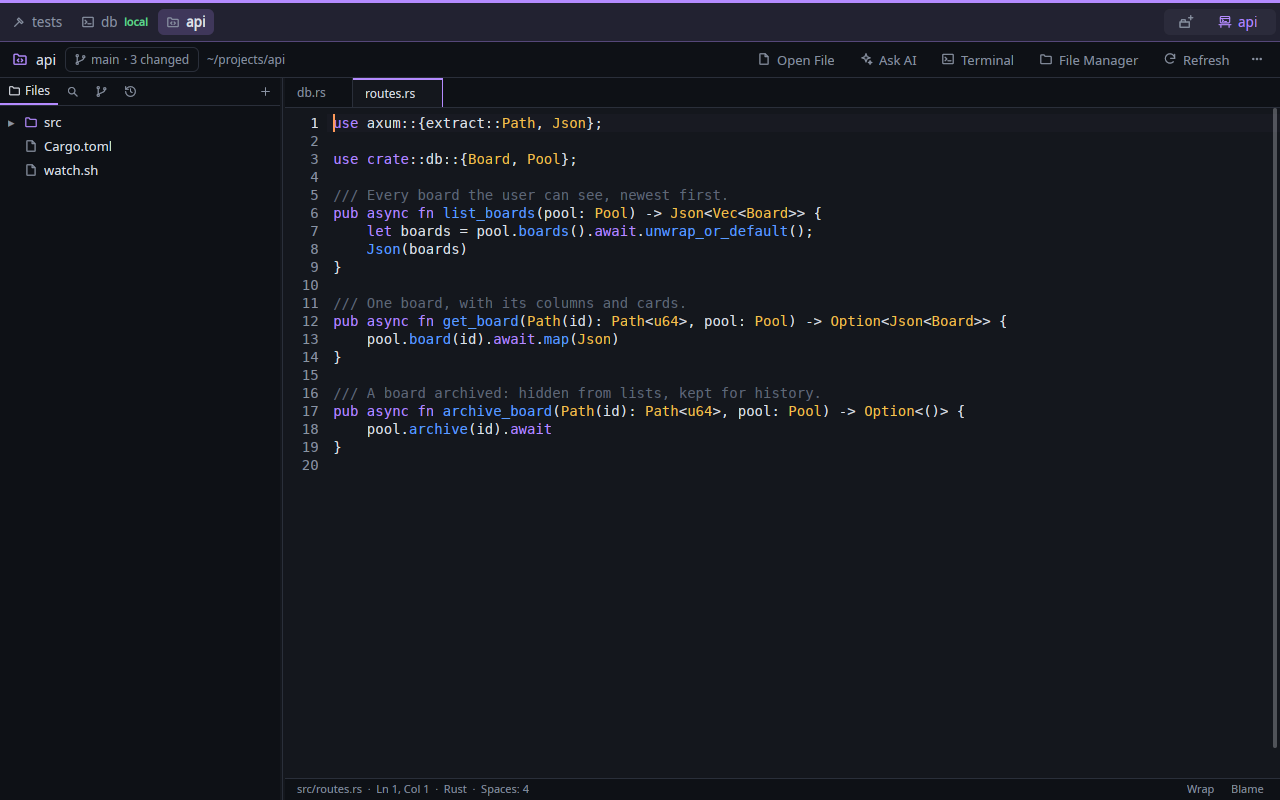 tests db local api api
api main · 3 changed ~/projects/api Open File Ask AI Terminal File Manager Refresh
Files
db.rs routes.rs
src
Cargo.toml
watch.sh
1 use axum::{extract::Path, Json};
2
3 use crate::db::{Board, Pool};
4
5 /// Every board the user can see, newest first.
6 pub async fn list_boards(pool: Pool) -> Json<Vec<Board>> {
7     let boards = pool.boards().await.unwrap_or_default();
8     Json(boards)
9 }
10
11 /// One board, with its columns and cards.
12 pub async fn get_board(Path(id): Path<u64>, pool: Pool) -> Option<Json<Board>> {
13     pool.board(id).await.map(Json)
14 }
15
16 /// A board archived: hidden from lists, kept for history.
17 pub async fn archive_board(Path(id): Path<u64>, pool: Pool) -> Option<()> {
18     pool.archive(id).await
19 }
20
src/routes.rs · Ln 1, Col 1 · Rust · Spaces: 4 Wrap Blame